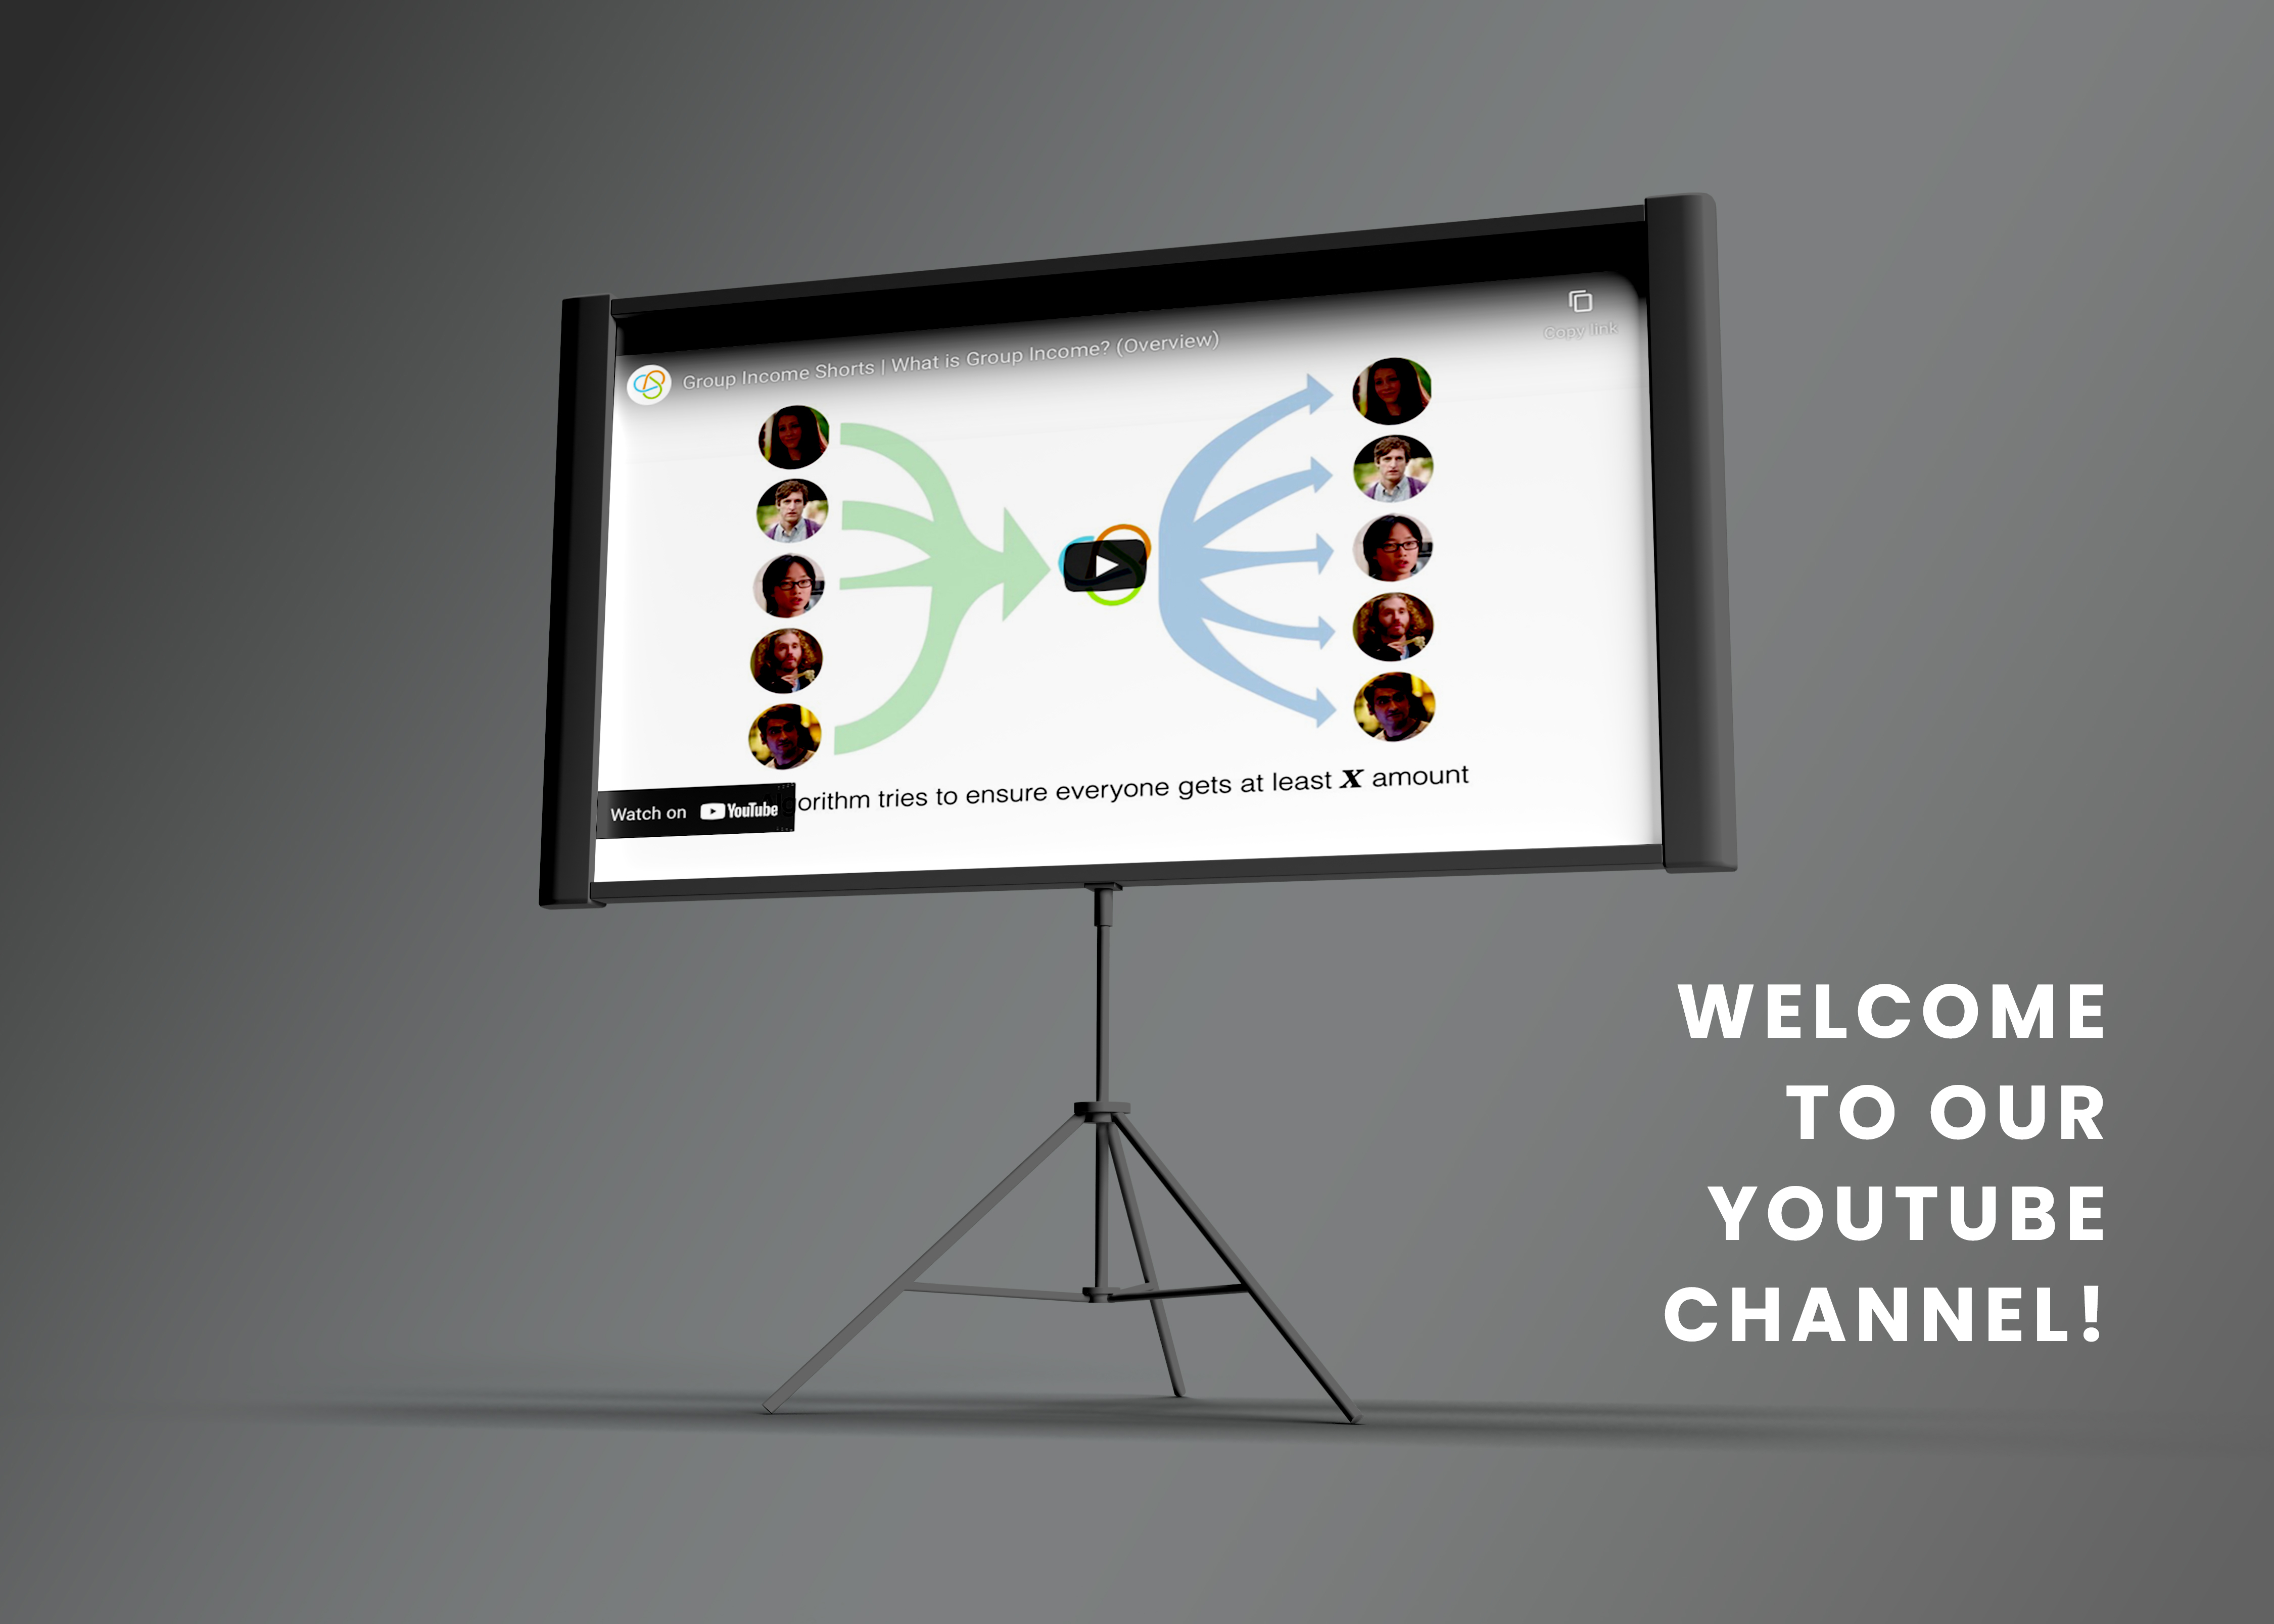 Group Income Shorts | What is Group Income? (Overview)
Copy link
gorithm tries to ensure everyone gets at least x amount
Watch on YouTube
WELCOME
TO OUR
YOUTUBE
CHANNEL!